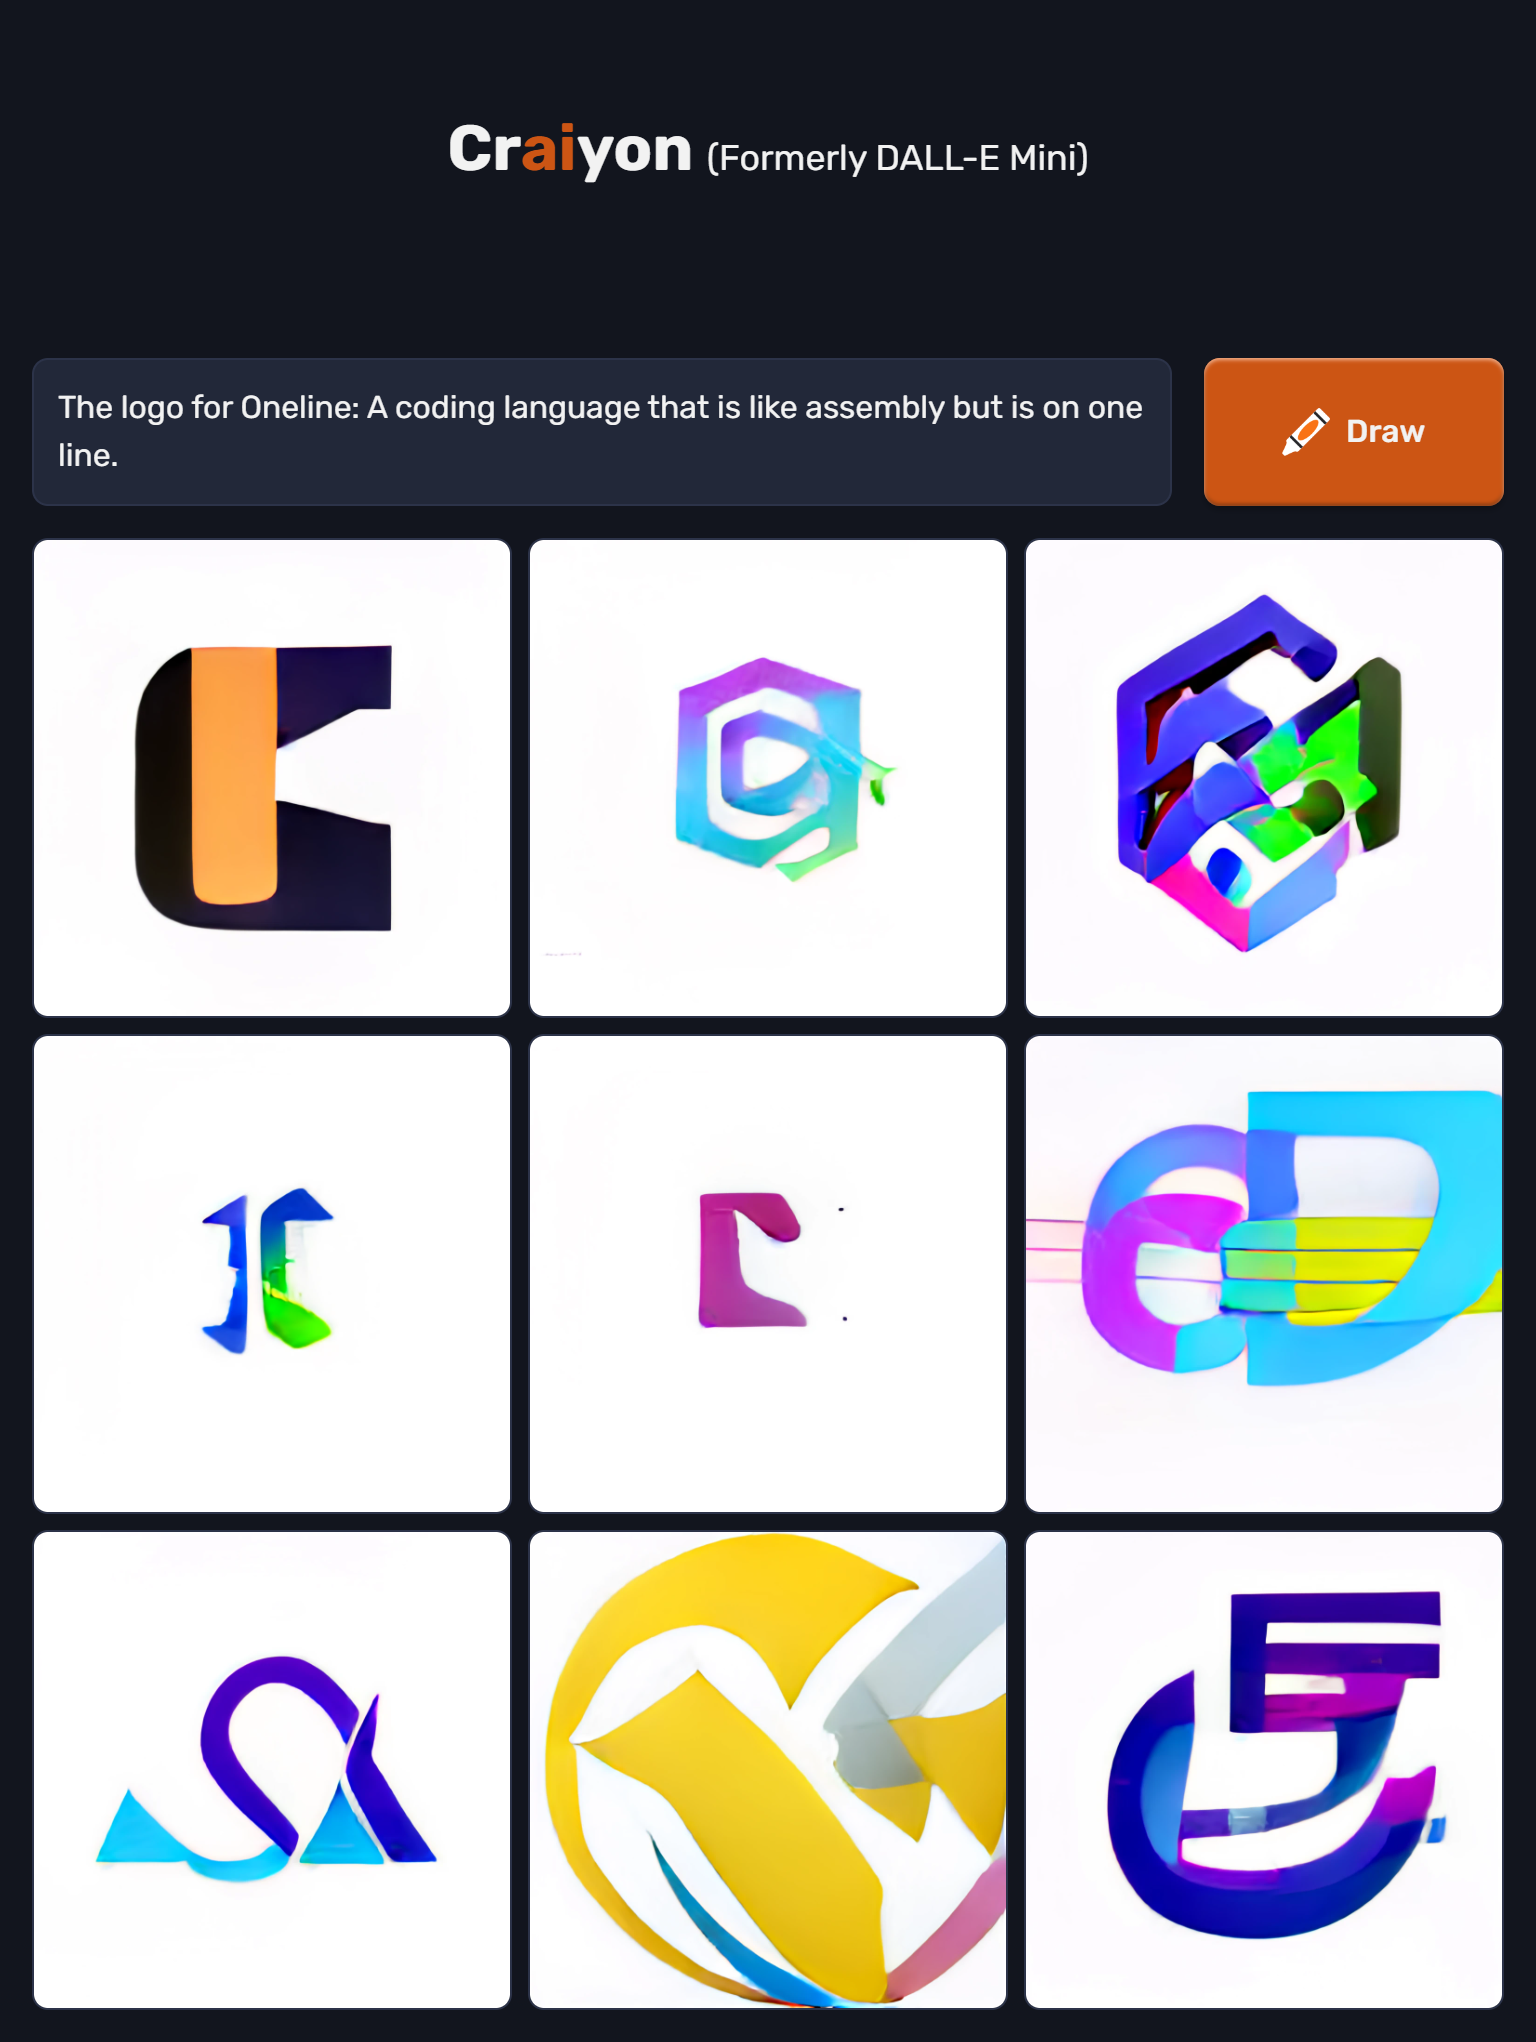 Craiyon (Formerly DALL-E Mini)
The logo for Oneline: A coding language that is like assembly but is on one
line.
Draw